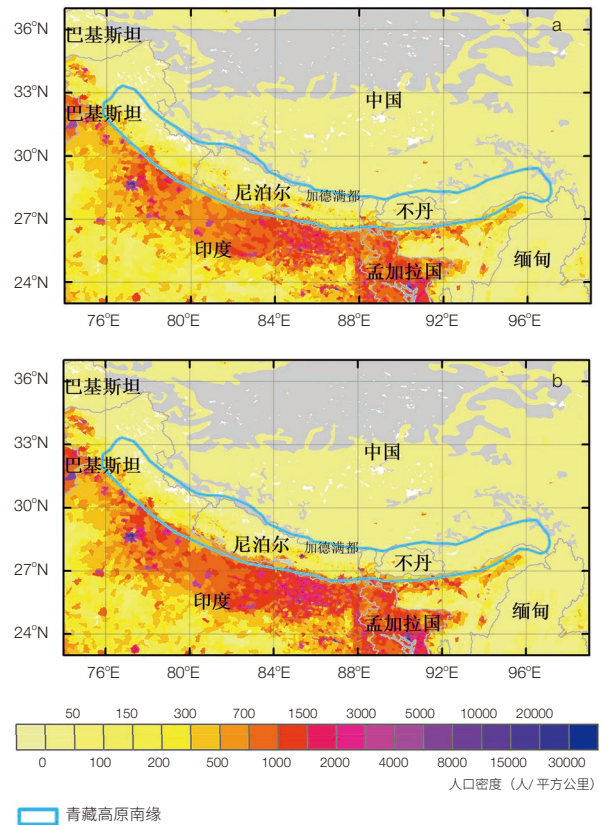 a
36°N
33°N
30°N
27°N
24°N
巴基斯坦
巴基斯坦
中国
尼泊尔
加德满都
不丹
印度
孟加拉国
缅甸
76°E 80°E 84°E 88°E 92°E 96°E
b
36°N
33°N
30°N
27°N
24°N
巴基斯坦
巴基斯坦
中国
尼泊尔
加德满都
不丹
印度
孟加拉国
缅甸
76°E 80°E 84°E 88°E 92°E 96°E
50 150 300 700 1500 3000 5000 10000 20000
0 100 200 500 1000 2000 4000 8000 15000 30000
人口密度（人/ 平方公里）
青藏高原南缘